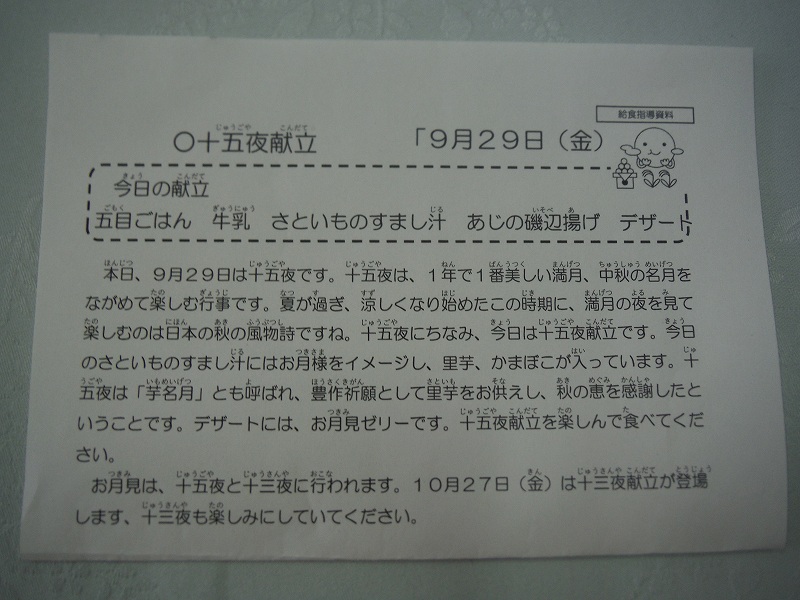 給食指導資料
〇十五夜献立 「9月29日（金）
今日の献立
五目ごはん 牛乳 さといものすまし汁 あじの磯辺揚げ デザート
本日、9月29日は十五夜です。十五夜は、1年で1番美しい満月、中秋の名月を
ながめて楽しむ行事です。夏が過ぎ、涼しくなり始めたこの時期に、満月の夜を見て
楽しむのは日本の秋の風物詩ですね。十五夜にちなみ、今日は十五夜献立です。今日
のさといものすまし汁にはお月様をイメージし、里芋、かまぼこが入っています。十
五夜は「芋名月」とも呼ばれ、豊作祈願として里芋をお供えし、秋の恵を感謝したと
いうことです。デザートには、お月見ゼリーです。十五夜献立を楽しんで食べてくだ
さい。
お月見は、十五夜と十三夜に行われます。10月27日（金）は十三夜献立が登場
します、十三夜も楽しみにしていてください。